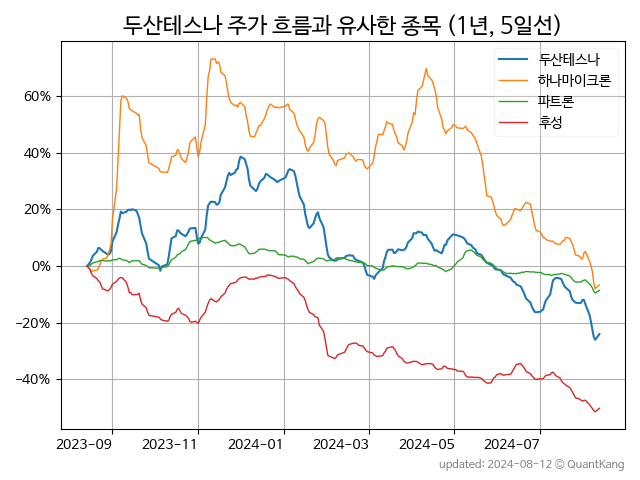 두산테스나 주가 흐름과 유사한 종목 (1년, 5일선)
두산테스나
하나마이크론
파트론
후성
60%
40%
20%
0%
−20%
−40%
2023-09
2023-11
2024-01
2024-03
2024-05
2024-07
updated: 2024-08-12 © QuantKang